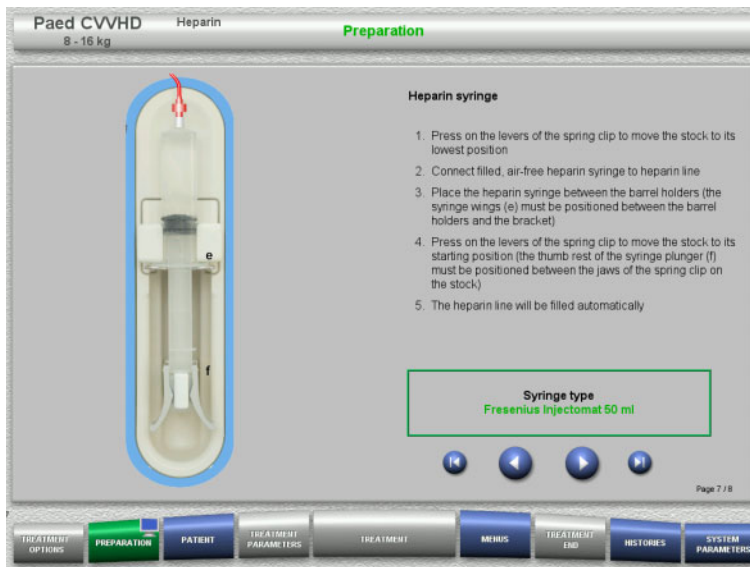 Paed CVVHD
Heparin
8 - 16 kg
Preparation
Heparin syringe
1. Press on the levers of the spring clip to move the stock to its
lowest position
2. Connect filled, air-free heparin syringe to heparin line
3. Place the heparin syringe between the barrel holders (the
syringe wings (e) must be positioned between the barrel
holders and the bracket)
4. Press on the levers of the spring clip to move the stock to its
starting position (the thumb rest of the syringe plunger (f)
must be positioned between the jaws of the spring clip on
the stock)
5. The heparin line will be filled automatically
e
f
Syringe type
Fresenius Injectomat 50 ml
Page 7 / 8
TREATMENT
OPTIONS
PREPARATION
PATIENT
TREATMENT
PARAMETERS
TREATMENT
MENUS
TREATMENT
END
HISTORIES
SYSTEM
PARAMETERS